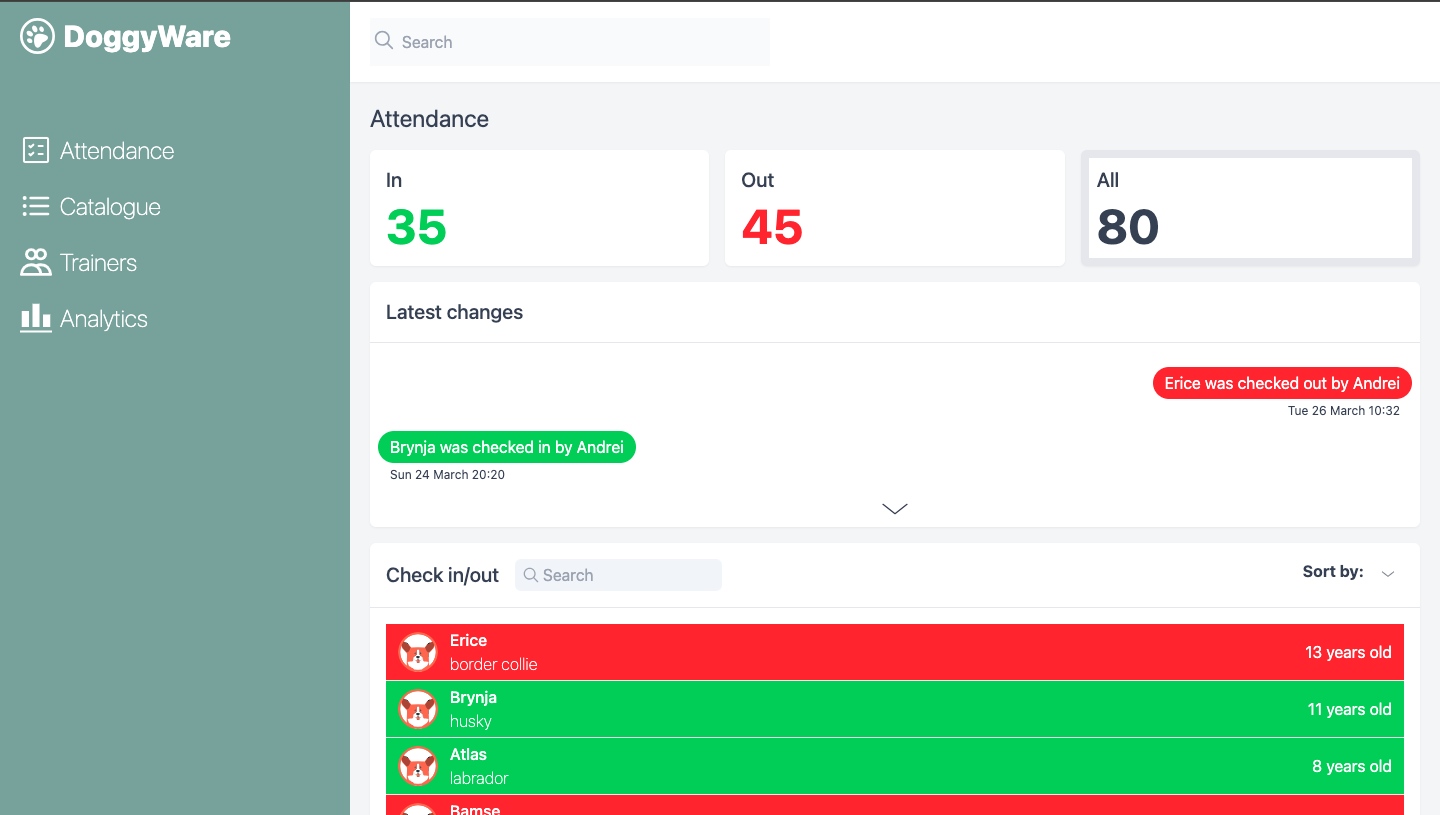 DoggyWare
Search
Attendance
Catalogue
Trainers
Analytics
Attendance
In
35
Out
45
All
80
Latest changes
Erice was checked out by Andrei
Tue 26 March 10:32
Brynja was checked in by Andrei
Sun 24 March 20:20
Check in/out
Search
Sort by:
Erice
border collie
13 years old
Brynja
husky
11 years old
Atlas
labrador
8 years old
Bamse